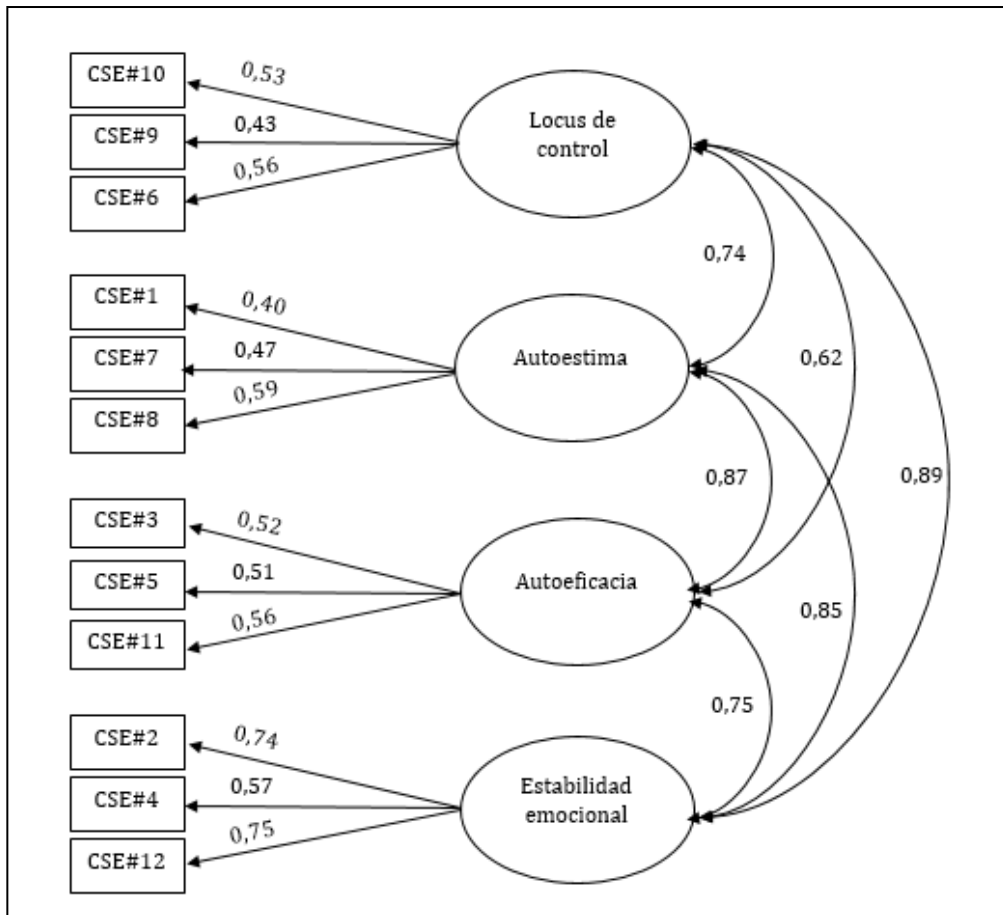 CSE#10
0,53
CSE#9
0,43
CSE#6
0,56
Locus de
control
0,74
CSE#1
0,40
CSE#7
0,47
CSE#8
0,59
Autoestima
0,62
0,87
0,89
CSE#3
0,52
CSE#5
0,51
CSE#11
0,56
Autoeficacia
0,85
0,75
CSE#2
0,74
CSE#4
0,57
CSE#12
0,75
Estabilidad
emocional